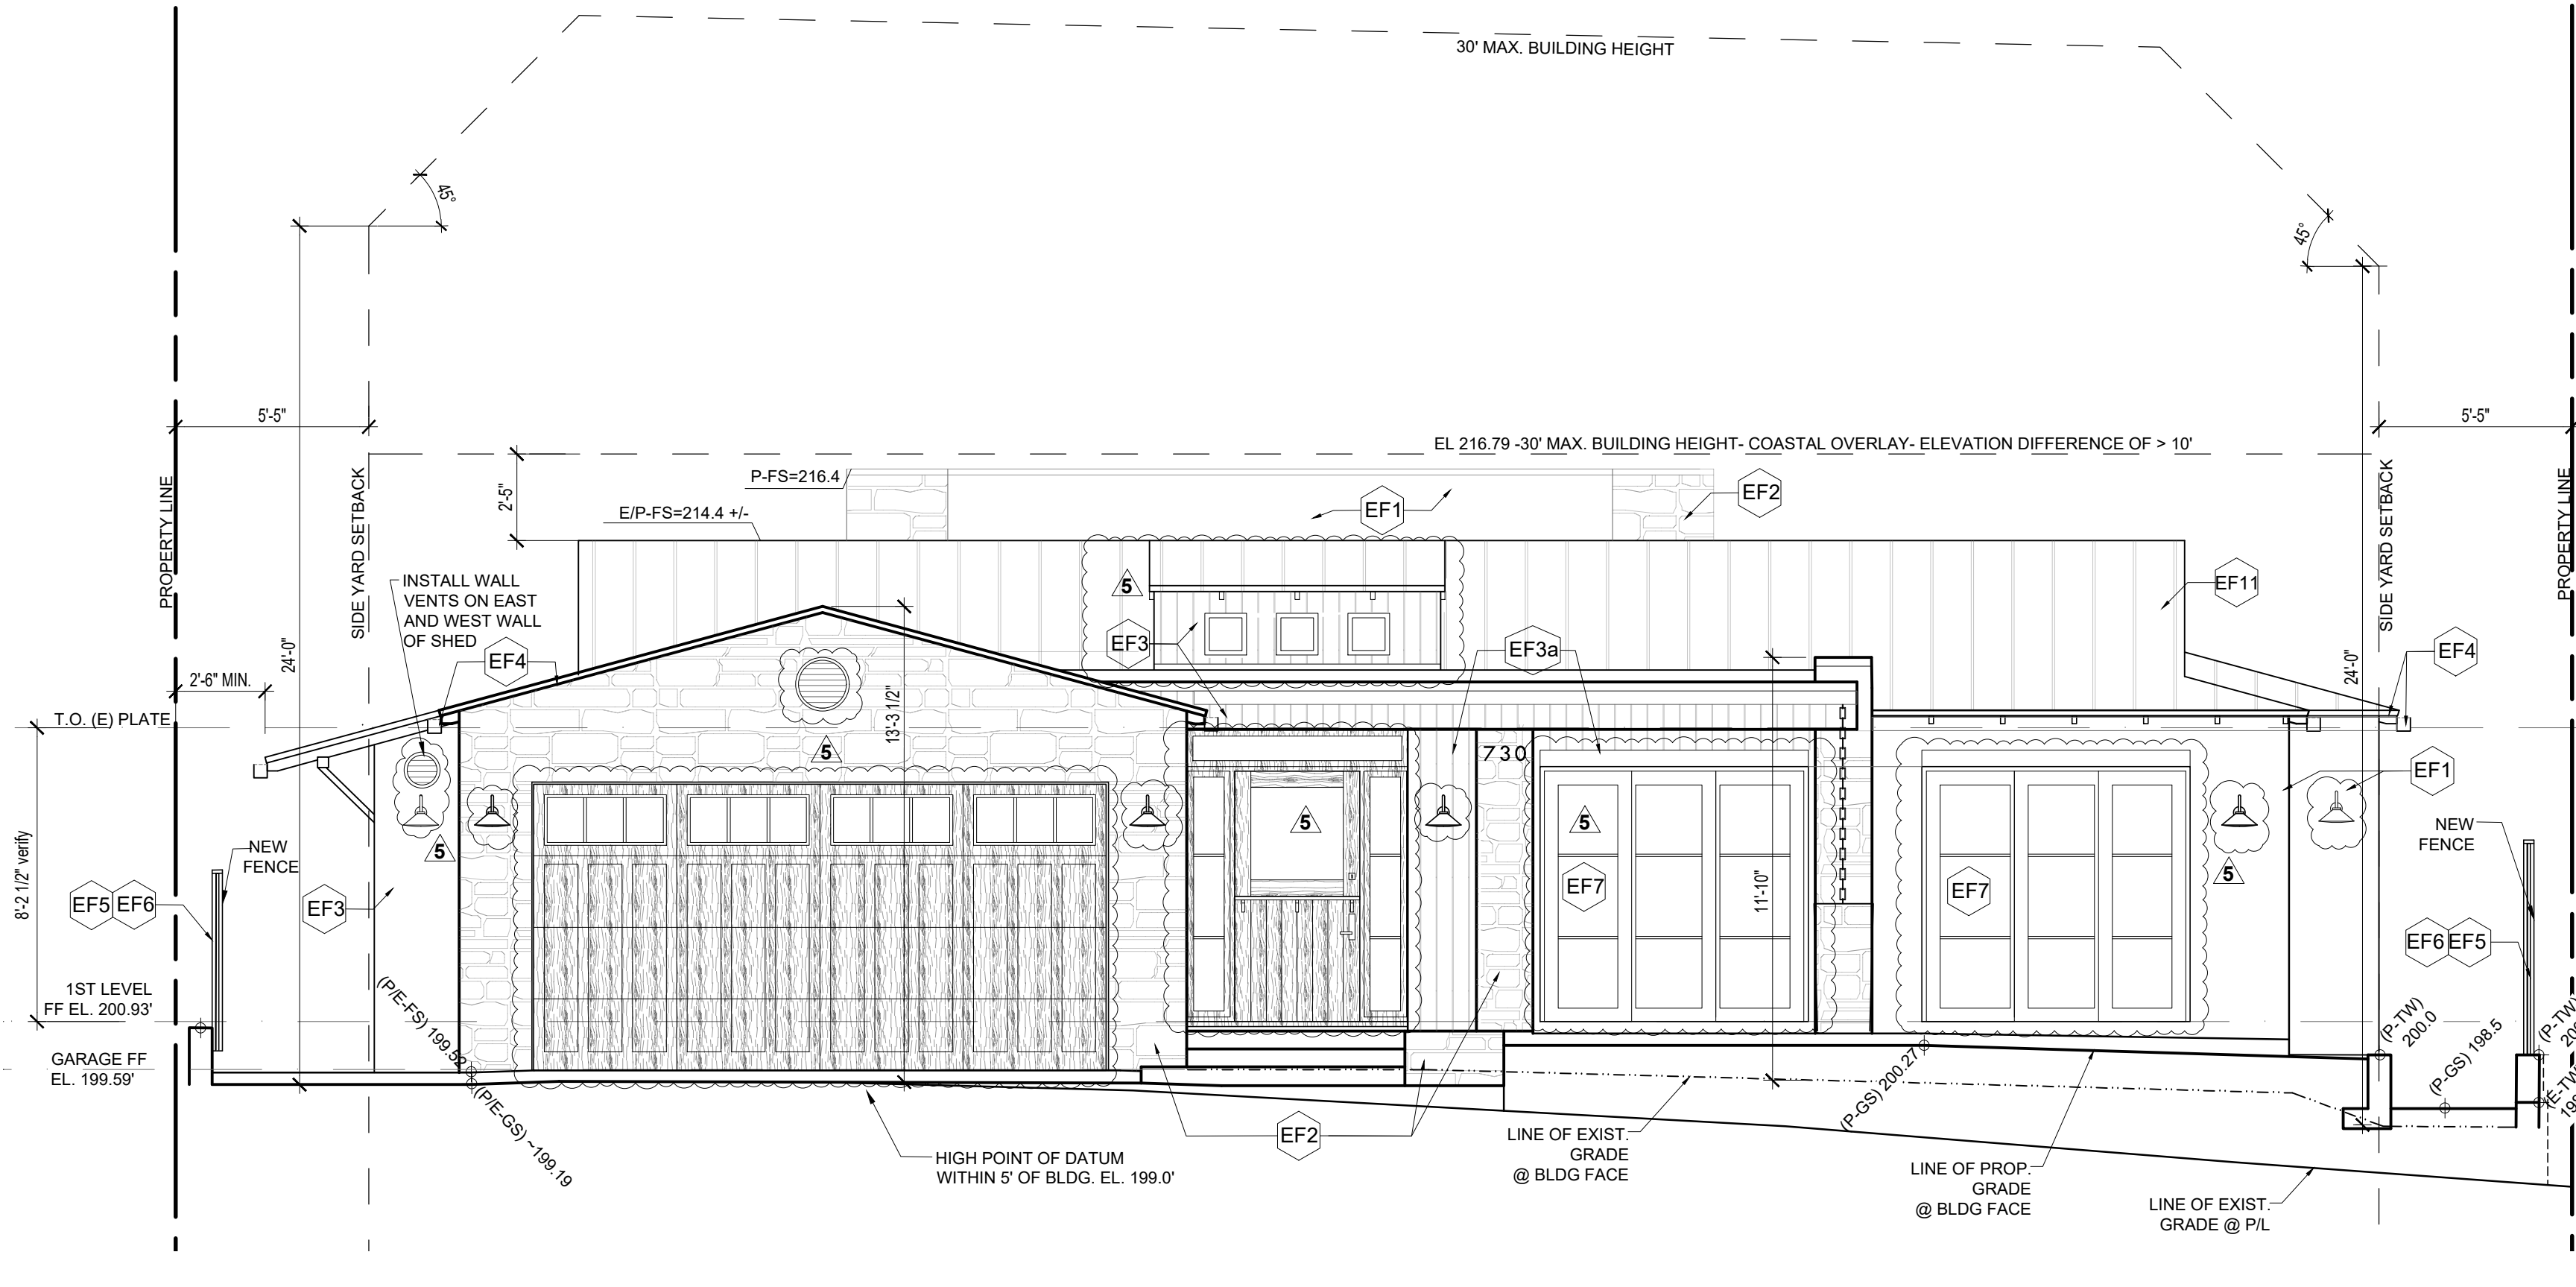 30' MAX. BUILDING HEIGHT
45°
45°
5'-5"
5'-5"
EL 216.79 -30' MAX. BUILDING HEIGHT- COASTAL OVERLAY- ELEVATION DIFFERENCE OF > 10'
PROPERTY LINE
SIDE YARD SETBACK
2'-5"
P-FS=216.4
E/P-FS=214.4 +/-
EF1
EF2
SIDE YARD SETBACK
PROPERTY LINE
INSTALL WALL
VENTS ON EAST
AND WEST WALL
OF SHED
5
EF11
24'-0"
EF4
EF3
EF3a
24'-0"
EF4
2'-6" MIN.
T.O. (E) PLATE
13'-3 1/2"
5
730
EF1
8'-2 1/2" verify
NEW
FENCE
5
5
5
NEW
FENCE
5
EF5
EF6
EF3
EF7
11'-10"
EF7
EF6
EF5
1ST LEVEL
FF EL. 200.93'
GARAGE FF
EL. 199.59'
(P/E-FS) 199.52
(P/E-GS) ~199.19
HIGH POINT OF DATUM
WITHIN 5' OF BLDG. EL. 199.0'
EF2
LINE OF EXIST.
GRADE
@ BLDG FACE
(P-GS) 200.27
LINE OF PROP.
GRADE
@ BLDG FACE
LINE OF EXIST.
GRADE @ P/L
(P-TW)
200.0
(P-GS) 198.5
(P-TW)
(E-TW)